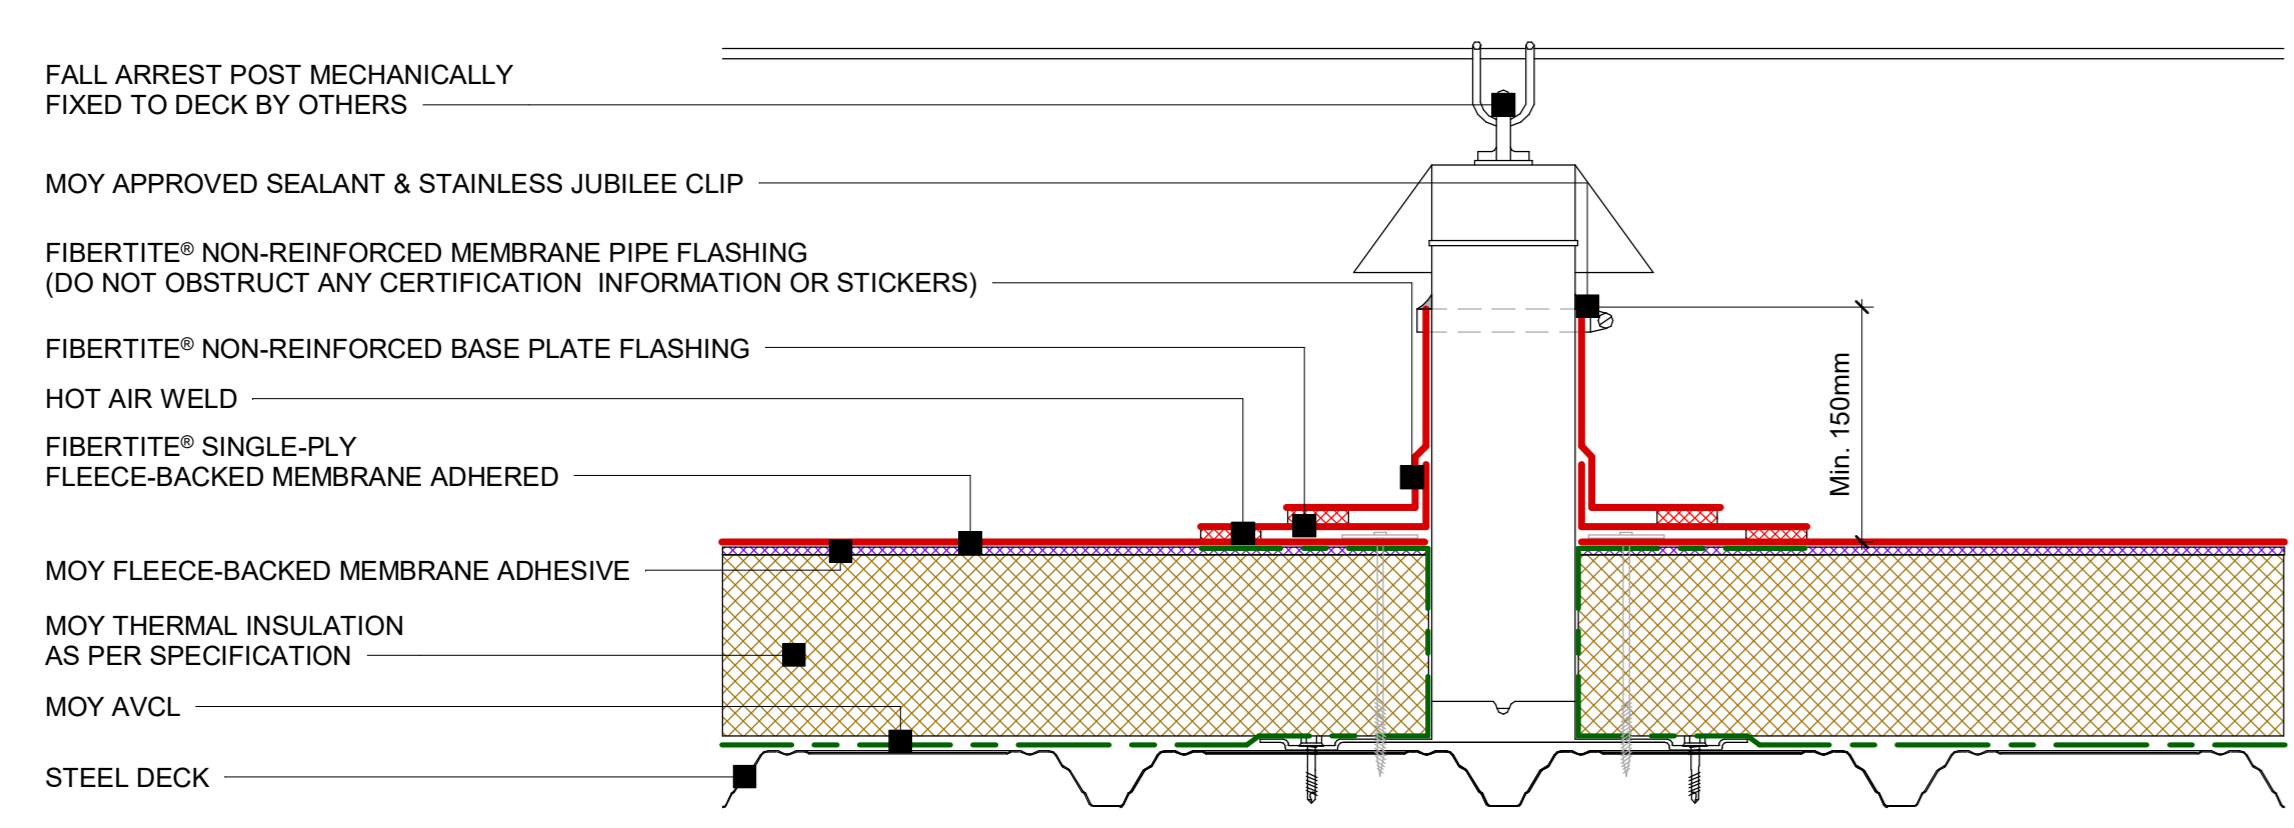 FALL ARREST POST MECHANICALLY
FIXED TO DECK BY OTHERS
MOY APPROVED SEALANT & STAINLESS JUBILEE CLIP
FIBERTITE® NON-REINFORCED MEMBRANE PIPE FLASHING
(DO NOT OBSTRUCT ANY CERTIFICATION INFORMATION OR STICKERS)
FIBERTITE® NON-REINFORCED BASE PLATE FLASHING
HOT AIR WELD
FIBERTITE® SINGLE-PLY
FLEECE-BACKED MEMBRANE ADHERED
MOY FLEECE-BACKED MEMBRANE ADHESIVE
MOY THERMAL INSULATION
AS PER SPECIFICATION
MOY AVCL
STEEL DECK
Min. 150mm